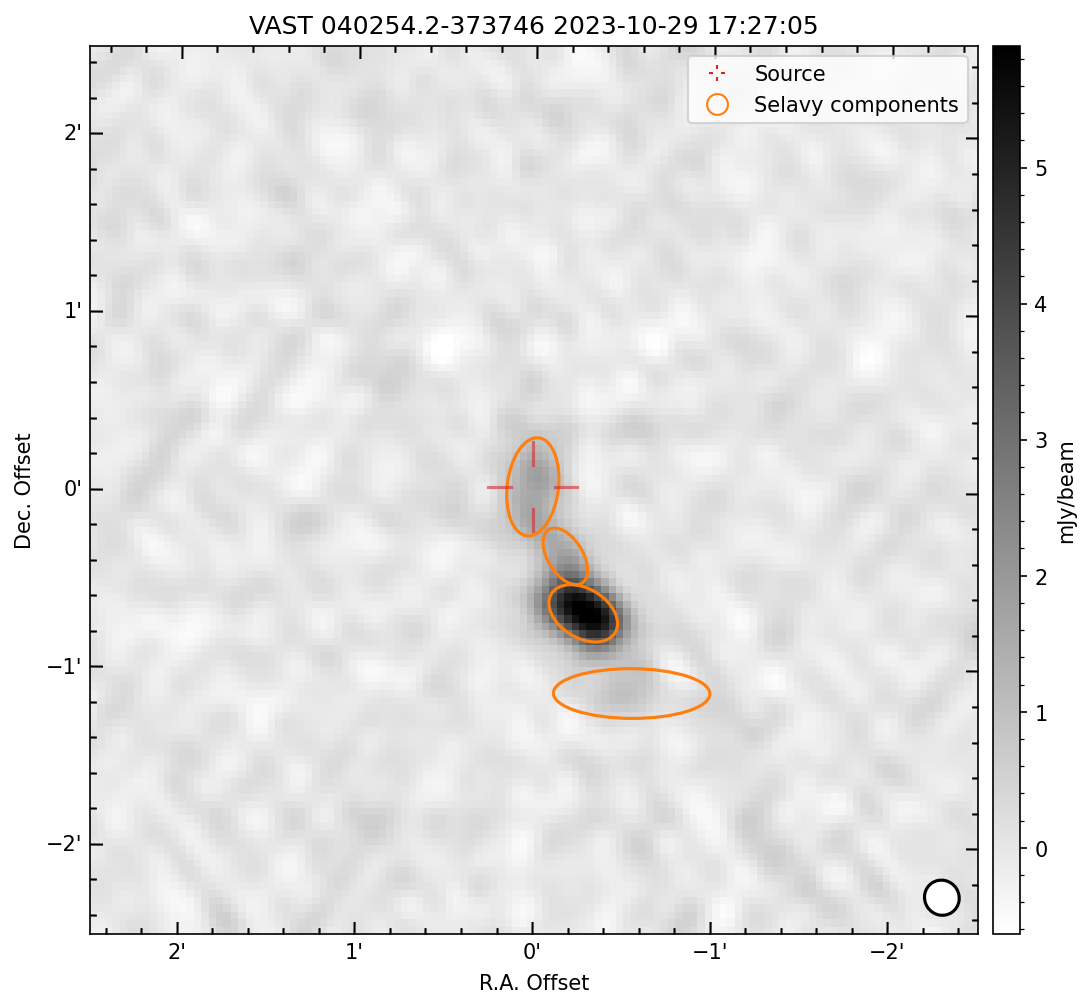 VAST 040254.2-373746 2023-10-29 17:27:05
Source
Selavy components
2'
1'
0'
−1'
−2'
Dec. Offset
2'
1'
0'
−1'
−2'
R.A. Offset
5
4
3
2
1
0
mJy/beam